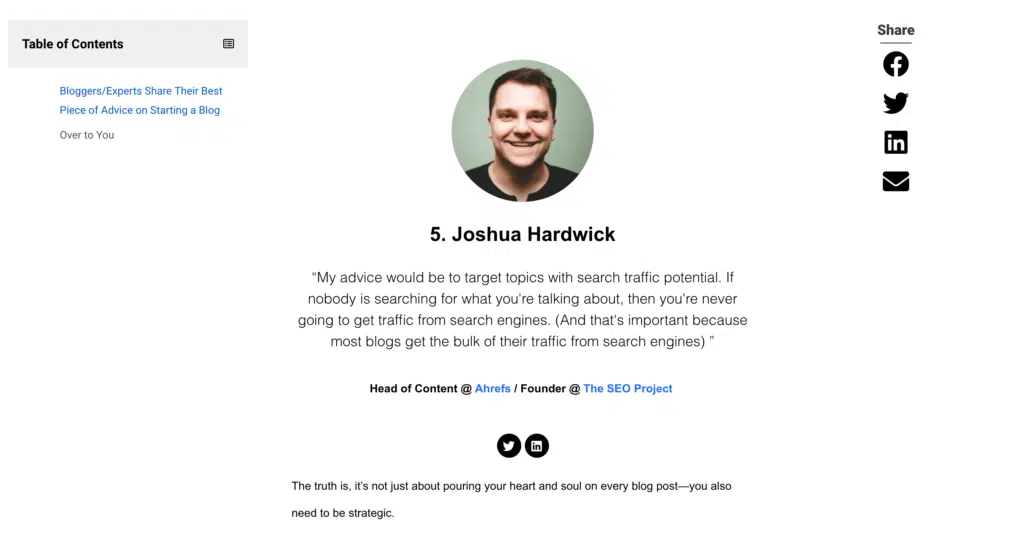 Table of Contents
Bloggers/Experts Share Their Best
Piece of Advice on Starting a Blog
Over to You
Share
5. Joshua Hardwick
“My advice would be to target topics with search traffic potential. If
nobody is searching for what you're talking about, then you're never
going to get traffic from search engines. (And that's important because
most blogs get the bulk of their traffic from search engines) ”
Head of Content @ Ahrefs / Founder @ The SEO Project
The truth is, it’s not just about pouring your heart and soul on every blog post—you also
need to be strategic.